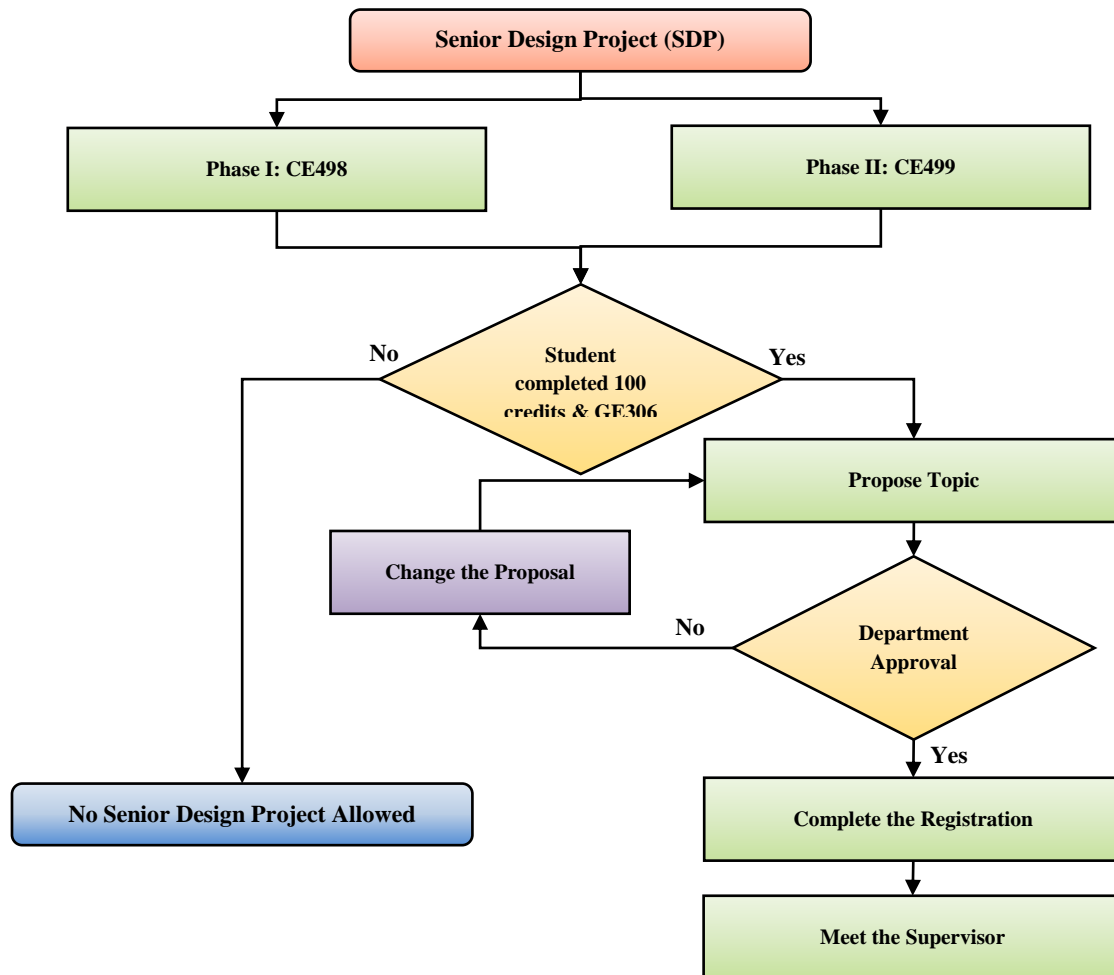 Senior Design Project (SDP)
Phase I: CE498
Phase II: CE499
No
Student
completed 100
credits & GE306
Yes
Propose Topic
Change the Proposal
No
Department
Approval
Yes
No Senior Design Project Allowed
Complete the Registration
Meet the Supervisor